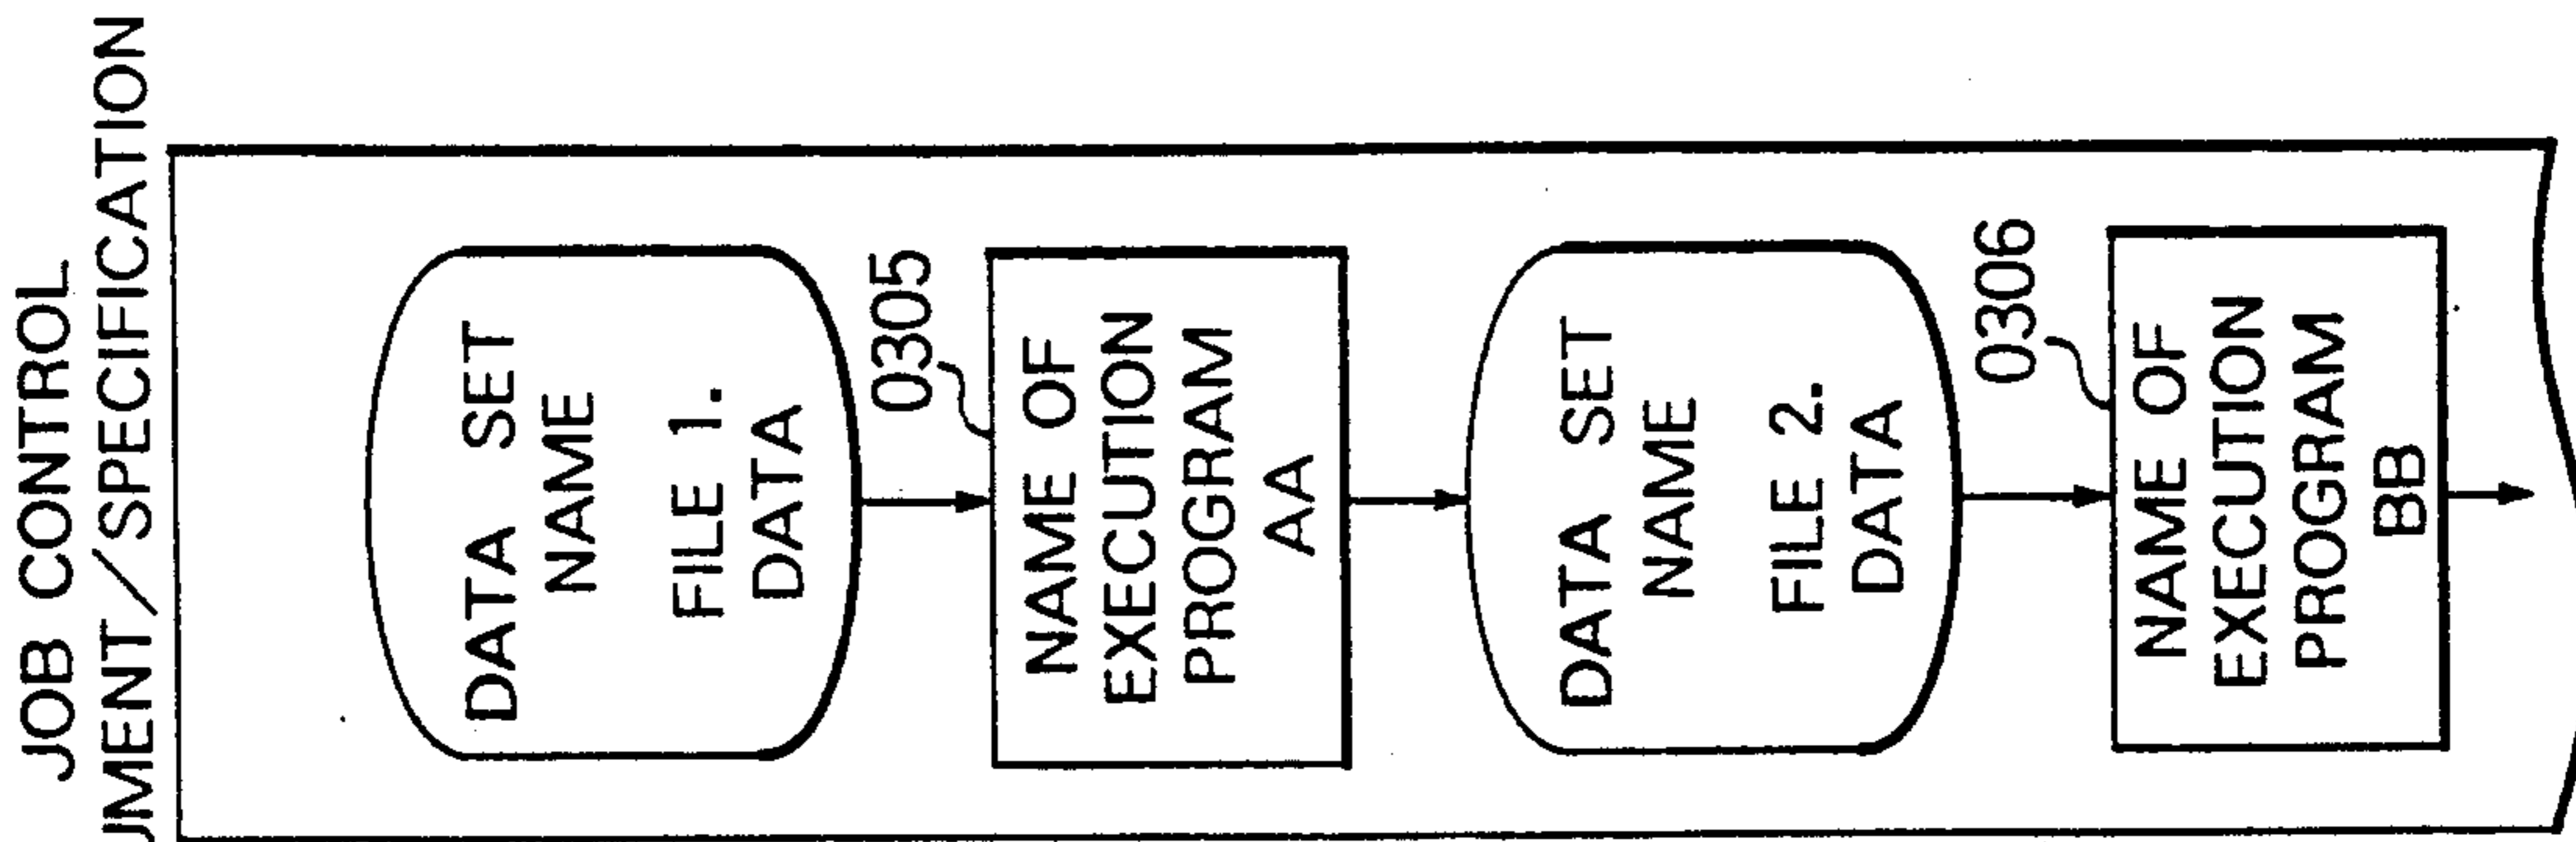 JOB CONTROL
UMENT/SPECIFICATION
DATA SET
NAME
FILE 1.
DATA
0305
NAME OF
EXECUTION
PROGRAM
AA
DATA SET
NAME
FILE 2.
DATA
0306
NAME OF
EXECUTION
PROGRAM
BB